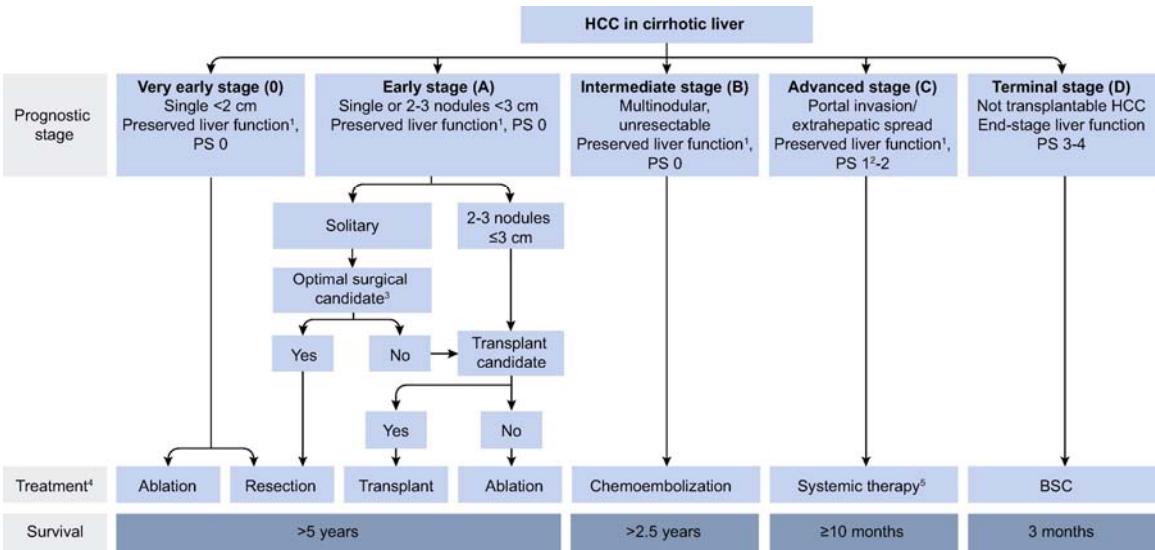 HCC in cirrhotic liver
Prognostic
stage
Very early stage (0)
Single <2 cm
Preserved liver function¹,
PS 0
Early stage (A)
Single or 2-3 nodules <3 cm
Preserved liver function¹, PS 0
Intermediate stage (B)
Multinodular,
unresectable
Preserved liver function¹,
PS 0
Advanced stage (C)
Portal invasion/
extrahepatic spread
Preserved liver function¹,
PS 1²-2
Terminal stage (D)
Not transplantable HCC
End-stage liver function
PS 3-4
Solitary
2-3 nodules
≤3 cm
Optimal surgical
candidate³
Yes
No
Transplant
candidate
Yes
No
Treatment⁴
Ablation
Resection
Transplant
Ablation
Chemoembolization
Systemic therapy⁵
BSC
Survival
>5 years
>2.5 years
≥10 months
3 months